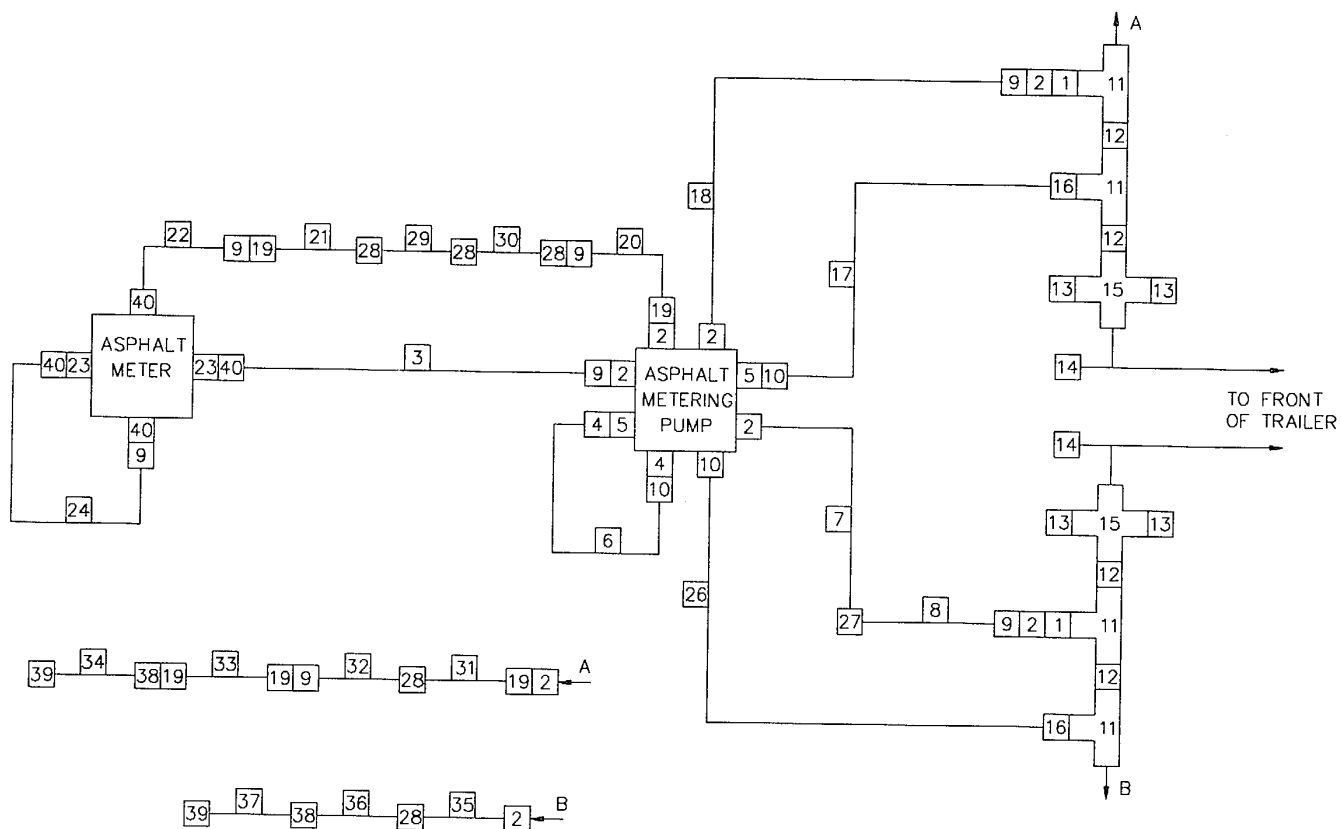 A
9 2 1 11
12
18
16 11
22 21 29 30 20
12
9 19 28 28 28 9
17
13 15 13
40 19
2 2
ASPHALT
METER
40 23 23 40
3
9 2
ASPHALT
METERING
PUMP
5 10
14
TO FRONT
OF TRAILER
4 5 2
40
9
4 10
10
14
24
6
7
13 15 13
12
26
8
27
9 2 1 11
34 33 32 31
A
39 38 19 19 9 28 19 2
12
16 11
37 36 35
B
39 38 28 2
B